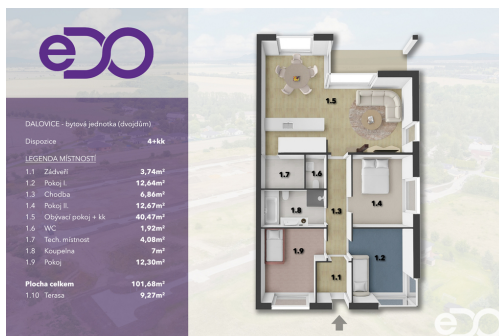 eDO
DALOVICE - bytová jednotka (dvojdům)
Dispozice 4+kk
LEGENDA MÍSTNOSTÍ
1.1 Zádveří 3,74m²
1.2 Pokoj I. 12,64m²
1.3 Chodba 6,86m²
1.4 Pokoj II. 12,67m²
1.5 Obývací pokoj + kk 40,47m²
1.6 WC 1,92m²
1.7 Tech. místnost 4,08m²
1.8 Koupelna 7m²
1.9 Pokoj 12,30m²
Plocha celkem 101,68m²
1.10 Terasa 9,27m²
1.5
1.7
1.6
1.4
1.8
1.3
1.9
1.2
1.1
eDO